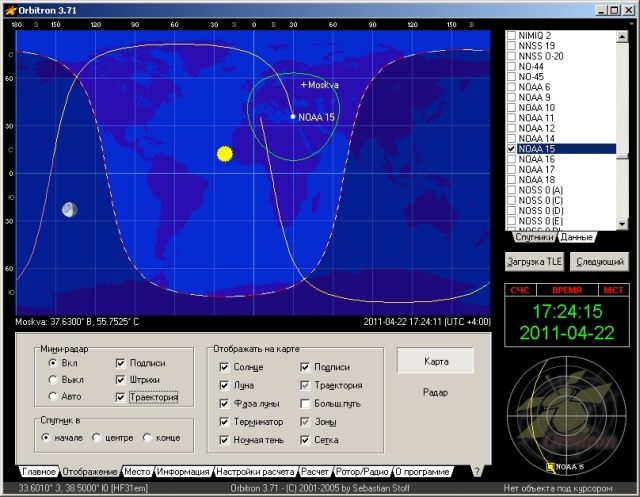 Orbitron 3.71
180 150 120 90 60 30 З 0 В 30 60 90 120 150 180
С
60
30
С
0
Ю
30
60
Ю
Moskva
NOAA 15
Moskva: 37.6300° В, 55.7525° С
2011-04-22 17:24:11 (UTC +4:00)
NIMIQ 2
NNSS 19
NNSS O-20
NO-44
NO-45
NOAA 6
NOAA 9
NOAA 10
NOAA 11
NOAA 12
NOAA 14
NOAA 15
NOAA 16
NOAA 17
NOAA 18
NOSS 0 (A)
NOSS 0 (C)
NOSS 0 (D)
NOSS 0 (E)
Спутники Данные
Загрузка TLE Следующий
СЧС ВРЕМЯ МСТ
17:24:15
2011-04-22
NOAA 15
Мини-радар
Вкл Подписи
Выкл Штрихи
Авто Траектория
Спутник в
начале центре конце
Отображать на карте
Солнце Подписи
Луна Траектория
Фаза луны Больш.путь
Терминатор Зоны
Ночная тень Сетка
Карта
Радар
Главное Отображение Место Информация Настройки расчета Расчет Ротор/Радио О программе ?
33.6010° З, 38.5000° Ю [HF31em]
Orbitron 3.71 - (C) 2001-2005 by Sebastian Stoff
Нет объекта под курсором